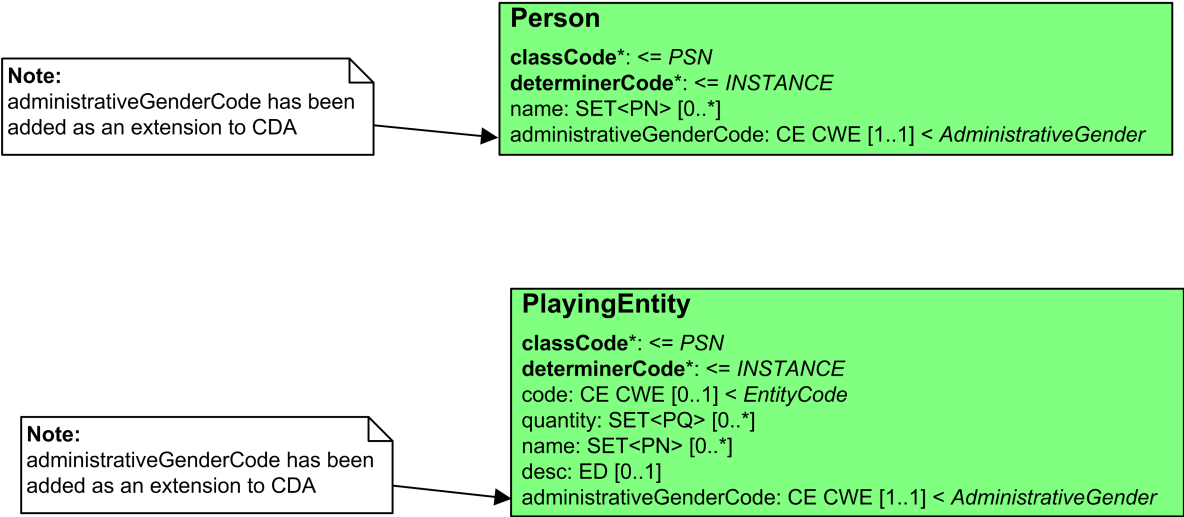 Person
classCode*: <= PSN
determinerCode*: <= INSTANCE
name: SET<PN> [0..*]
administrativeGenderCode: CE CWE [1..1] < AdministrativeGender
Note:
administrativeGenderCode has been
added as an extension to CDA
PlayingEntity
classCode*: <= PSN
determinerCode*: <= INSTANCE
code: CE CWE [0..1] < EntityCode
quantity: SET<PQ> [0..*]
name: SET<PN> [0..*]
desc: ED [0..1]
administrativeGenderCode: CE CWE [1..1] < AdministrativeGender
Note:
administrativeGenderCode has been
added as an extension to CDA